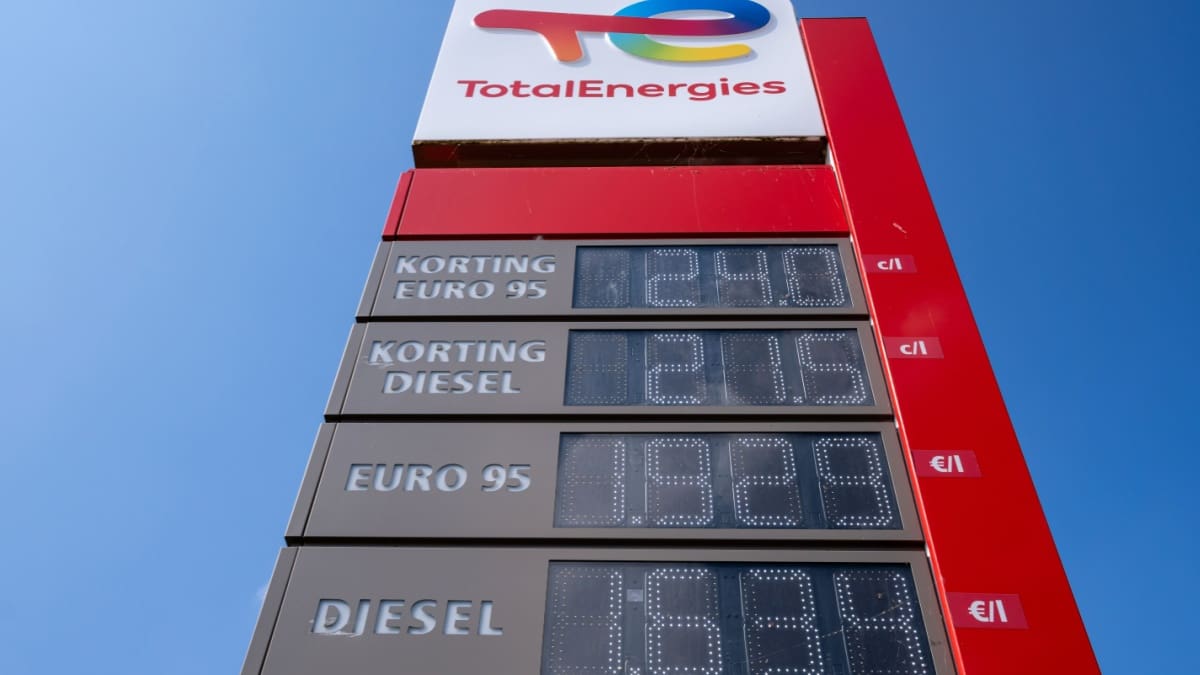 TotalEnergies
KORTING
EURO 95
24.0
c/l
KORTING
DIESEL
21.5
c/l
EURO 95
1.929
€/l
DIESEL
€/l